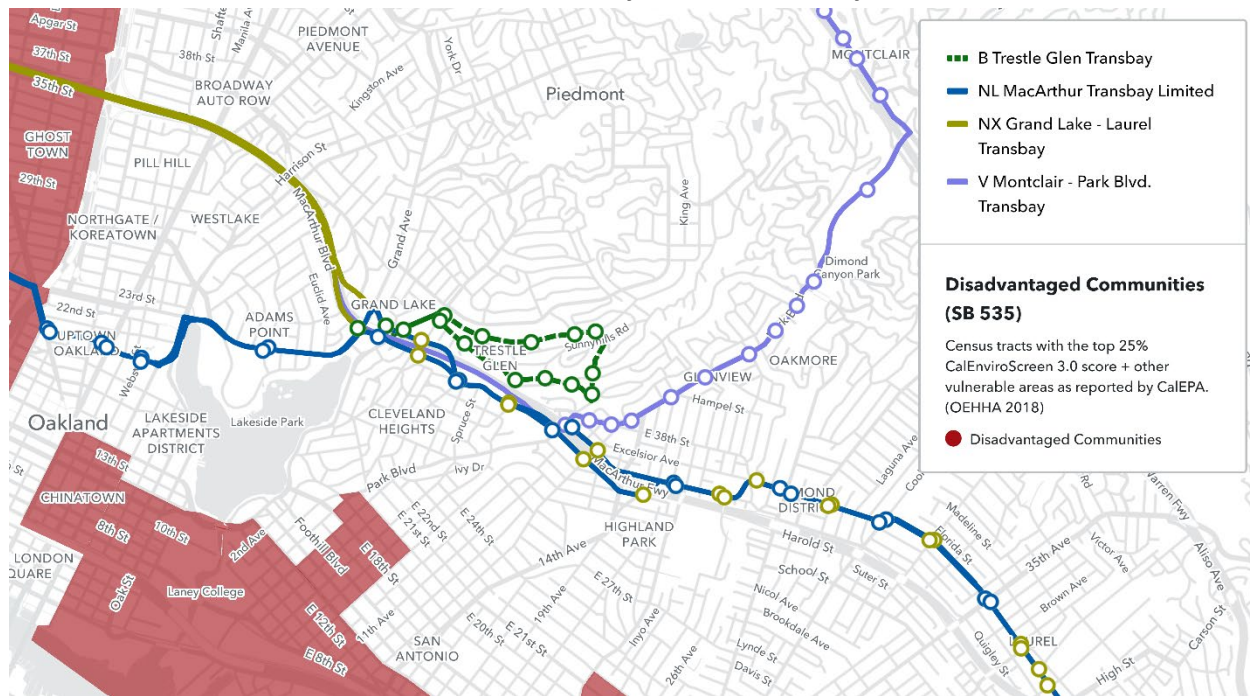 Apgar St
37th St
35th St
GHOST
TOWN
29th St
Manila Ave
38th St
PIEDMONT
AVENUE
BROADWAY
AUTO ROW
Kingston Ave
York Dr
Piedmont
PILL HILL
Harrison St
MacArthur Blvd
NORTHGATE /
KOREATOWN
WESTLAKE
Grand Ave
King Ave
MONTCLAIR
Dimond
Canyon Park
22nd St
23rd St
Euclid Ave
GRAND LAKE
ADAMS
POINT
UPTOWN
OAKLAND
TRESTLE
GLEN
Sunnyhills Rd
OAKMORE
GLENVIEW
Hampel St
Oakland
LAKESIDE
APARTMENTS
DISTRICT
Lakeside Park
CLEVELAND
HEIGHTS
Spruce St
E 38th St
Excelsior Ave
MacArthur Fwy
Laguna Ave
13th St
Park Blvd
Ivy Dr
CHINATOWN
8th St
10th St
2nd Ave
Foothill Blvd
E 18th St
E 21st St
E 22nd St
E 24th St
14th Ave
HIGHLAND
PARK
Harold St
School St
Suter St
Florida St
Madeline St
35th Ave
Victor Ave
Brown Ave
Aliso Ave
Carson St
LONDON
Oak St
Laney College
E 12th St
E 8th St
11th Ave
SAN
ANTONIO
E 20th St
E 21st St
19th Ave
E 27th St
Inyo Ave
26th Ave
Nicol Ave
Brookdale Ave
Lynde St
Davis St
Quigley St
LAUREL
High St
B Trestle Glen Transbay
NL MacArthur Transbay Limited
NX Grand Lake - Laurel
Transbay
V Montclair - Park Blvd.
Transbay
Disadvantaged Communities
(SB 535)
Census tracts with the top 25%
CalEnviroScreen 3.0 score + other
vulnerable areas as reported by CalEPA.
(OEHHA 2018)
Disadvantaged Communities